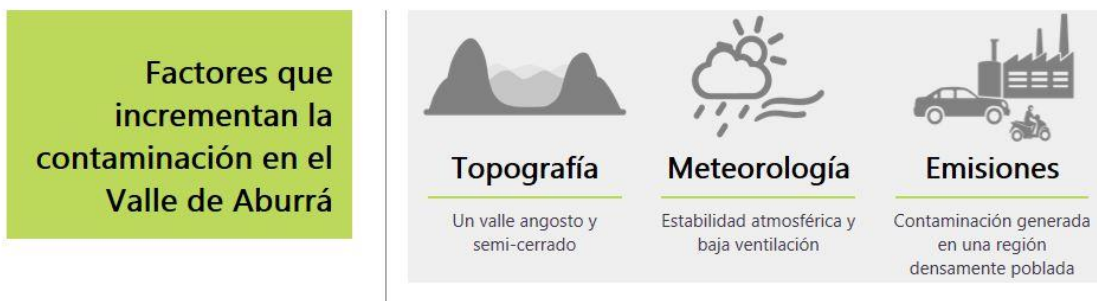 Factores que
incrementan la
contaminación en el
Valle de Aburrá
Topografía
Un valle angosto y
semi-cerrado
Meteorología
Estabilidad atmosférica y
baja ventilación
Emisiones
Contaminación generada
en una región
densamente poblada